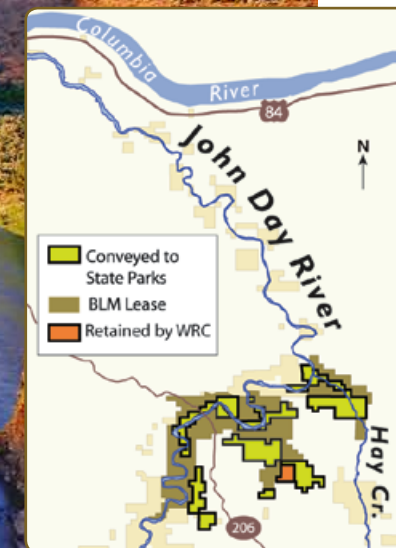 Columbia
River
84
John Day River
N
Conveyed to
State Parks
BLM Lease
Retained by WRC
Hay Cr.
206